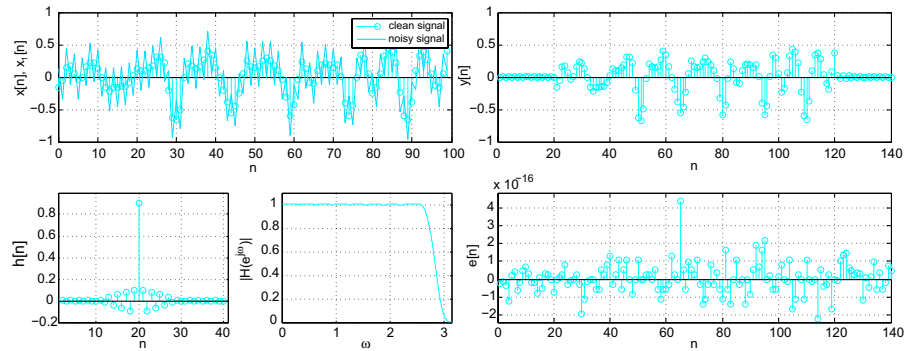 x[n], x₁[n]
1
0.5
0
−0.5
−1
clean signal
noisy signal
0 10 20 30 40 50 60 70 80 90 100
n
y[n]
1
0.5
0
−0.5
−1
0 20 40 60 80 100 120 140
n
h[n]
0.8
0.6
0.4
0.2
0
−0.2
10 20 30 40
n
|H(e^jω)|
1
0.8
0.6
0.4
0.2
0
0 1 2 3
ω
x 10^−16
e[n]
4
3
2
1
0
−1
−2
0 20 40 60 80 100 120 140
n